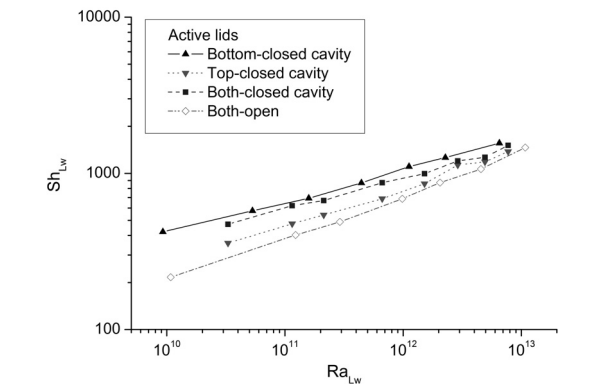 10000
Active lids
Bottom-closed cavity
Top-closed cavity
Both-closed cavity
Both-open
1000
Sh_Lw
100
10^10
10^11
10^12
10^13
Ra_Lw